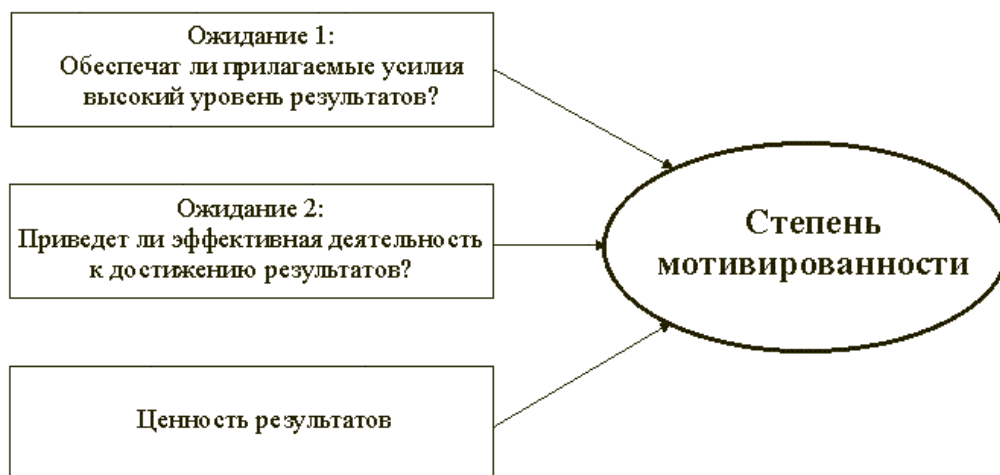 Ожидание 1:
Обеспечат ли прилагаемые усилия
высокий уровень результатов?
Ожидание 2:
Приведет ли эффективная деятельность
к достижению результатов?
Ценность результатов
Степень
мотивированности